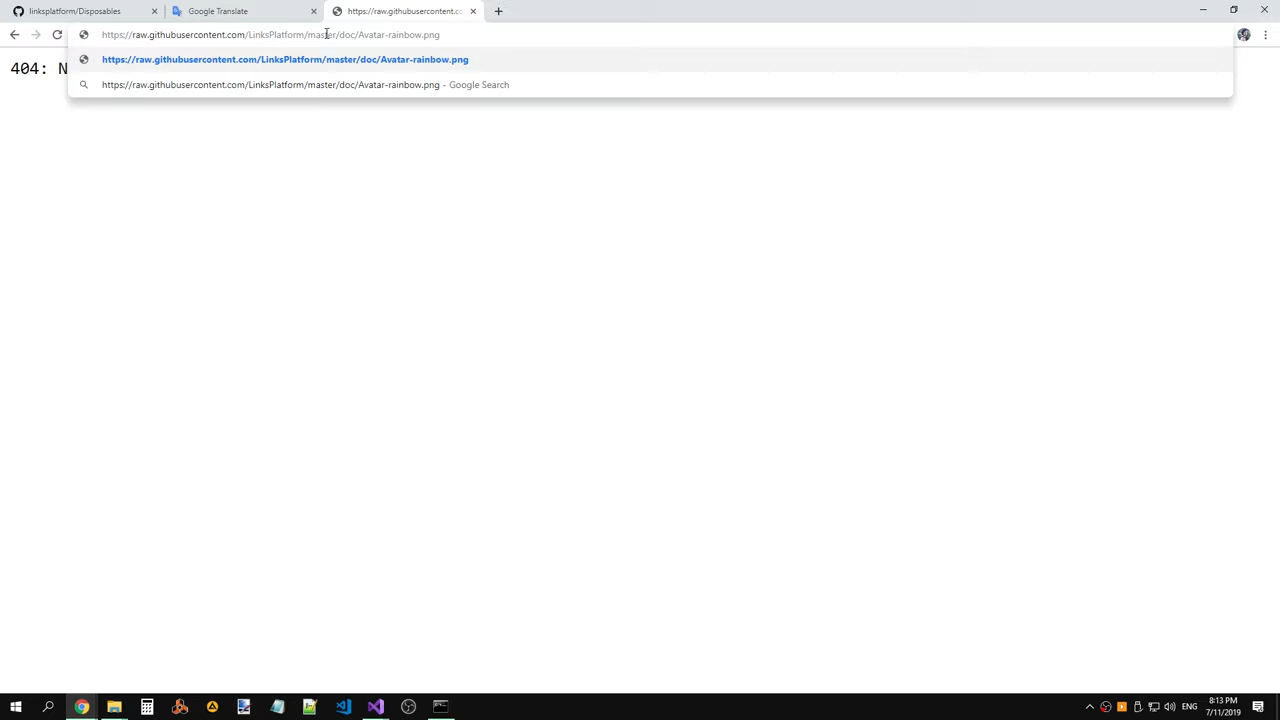 linksplatform/Disposables
Google Translate
https://raw.githubusercontent.co
https://raw.githubusercontent.com/LinksPlatform/master/doc/Avatar-rainbow.png
404: N
https://raw.githubusercontent.com/LinksPlatform/master/doc/Avatar-rainbow.png
https://raw.githubusercontent.com/LinksPlatform/master/doc/Avatar-rainbow.png - Google Search
ENG
8:13 PM
7/11/2019